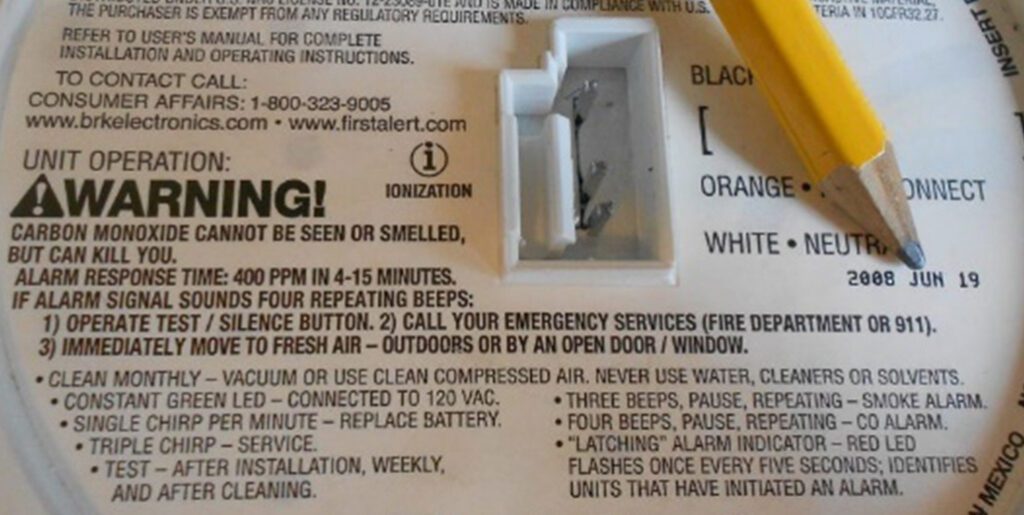 THE PURCHASER IS EXEMPT FROM ANY REGULATORY REQUIREMENTS.
REFER TO USER'S MANUAL FOR COMPLETE
INSTALLATION AND OPERATING INSTRUCTIONS.
TO CONTACT CALL:
CONSUMER AFFAIRS: 1-800-323-9005
www.brkelectronics.com • www.firstalert.com
UNIT OPERATION:
i
IONIZATION
WARNING!
CARBON MONOXIDE CANNOT BE SEEN OR SMELLED,
BUT CAN KILL YOU.
ALARM RESPONSE TIME: 400 PPM IN 4-15 MINUTES.
IF ALARM SIGNAL SOUNDS FOUR REPEATING BEEPS:
1) OPERATE TEST / SILENCE BUTTON. 2) CALL YOUR EMERGENCY SERVICES (FIRE DEPARTMENT OR 911).
3) IMMEDIATELY MOVE TO FRESH AIR – OUTDOORS OR BY AN OPEN DOOR / WINDOW.
• CLEAN MONTHLY – VACUUM OR USE CLEAN COMPRESSED AIR. NEVER USE WATER, CLEANERS OR SOLVENTS.
• CONSTANT GREEN LED – CONNECTED TO 120 VAC.
• SINGLE CHIRP PER MINUTE – REPLACE BATTERY.
• TRIPLE CHIRP – SERVICE.
• TEST – AFTER INSTALLATION, WEEKLY,
AND AFTER CLEANING.
• THREE BEEPS, PAUSE, REPEATING – SMOKE ALARM.
• FOUR BEEPS, PAUSE, REPEATING – CO ALARM.
• "LATCHING" ALARM INDICATOR – RED LED
FLASHES ONCE EVERY FIVE SECONDS; IDENTIFIES
UNITS THAT HAVE INITIATED AN ALARM.
IN 10CFR32.27.
BLACK
[
ORANGE •
WHITE • NEUTRA
2008 JUN 19
INSERT
MEXICO